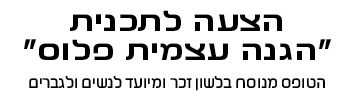 הצעה לתכנית
"הגנה עצמית פלוס"
הטופס מנוסח בלשון זכר ומיועד לנשים ולגברים